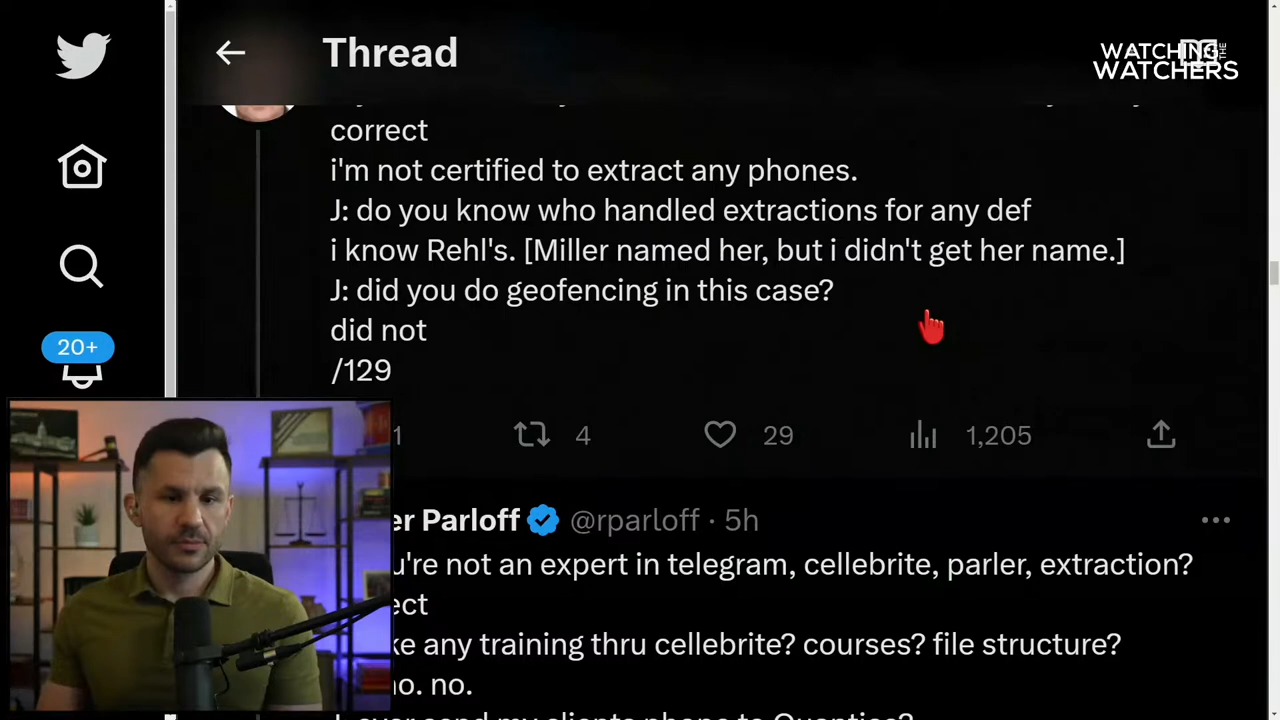 Thread
WATCHING THE
WATCHERS
correct
i'm not certified to extract any phones.
J: do you know who handled extractions for any def
i know Rehl's. [Miller named her, but i didn't get her name.]
J: did you do geofencing in this case?
did not
/129
20+
1
4
29
1,205
er Parloff @rparloff · 5h
u're not an expert in telegram, cellebrite, parler, extraction?
ect
ke any training thru cellebrite? courses? file structure?
no. no.